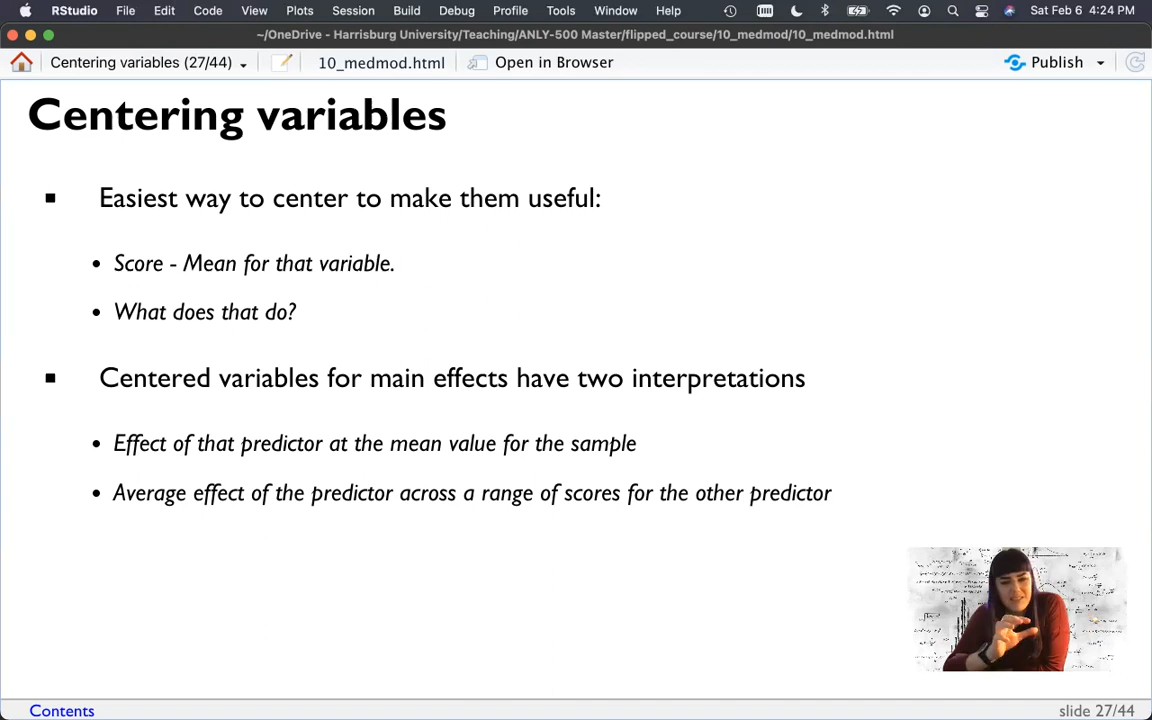 RStudio File Edit Code View Plots Session Build Debug Profile Tools Window Help Sat Feb 6 4:24 PM
~/OneDrive - Harrisburg University/Teaching/ANLY-500 Master/flipped_course/10_medmod/10_medmod.html
Centering variables (27/44) 10_medmod.html Open in Browser Publish
Centering variables
Easiest way to center to make them useful:
Score - Mean for that variable.
What does that do?
Centered variables for main effects have two interpretations
Effect of that predictor at the mean value for the sample
Average effect of the predictor across a range of scores for the other predictor
Contents slide 27/44